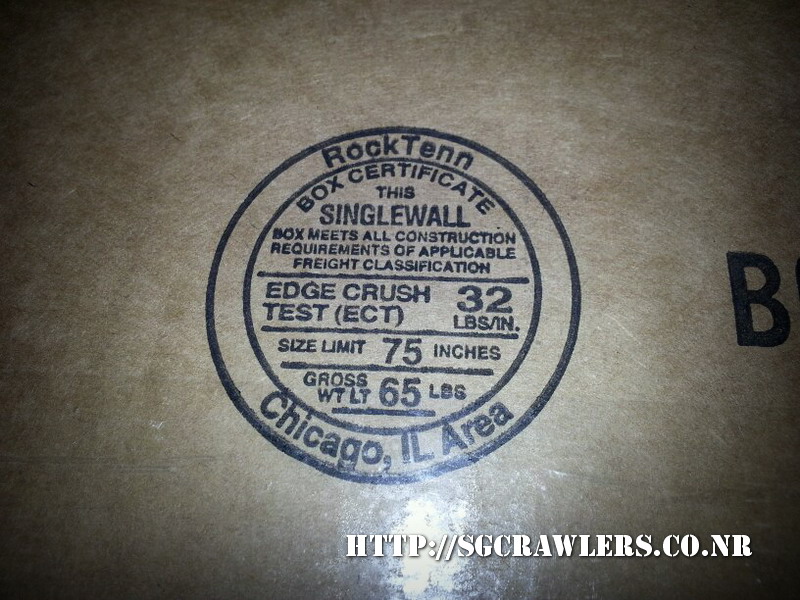 RockTenn
BOX CERTIFICATE
THIS
SINGLEWALL
BOX MEETS ALL CONSTRUCTION
REQUIREMENTS OF APPLICABLE
FREIGHT CLASSIFICATION
EDGE CRUSH
TEST (ECT)
32
LBS/IN.
SIZE LIMIT 75 INCHES
GROSS
WT LT 65 LBS
Chicago, IL Area
HTTP://SGCRAWLERS.CO.NR